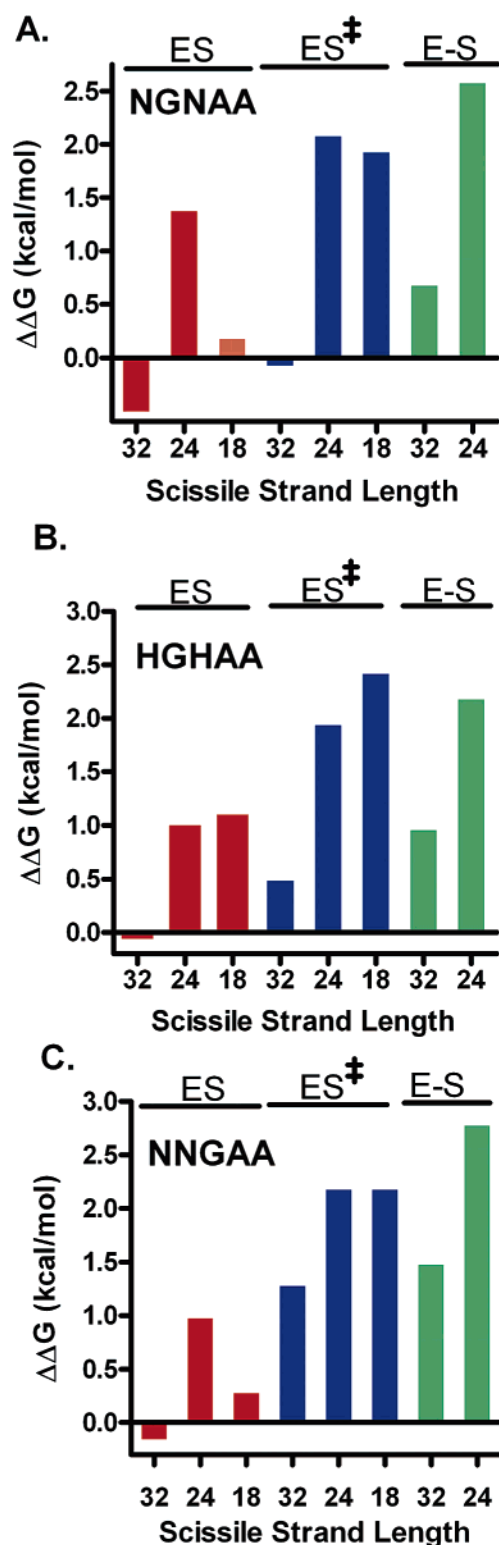 A.
ES ES‡ E-S
NGNAA
2.5
2.0
1.5
1.0
0.5
0.0
ΔΔG (kcal/mol)
32 24 18 32 24 18 32 24
Scissile Strand Length
B.
ES ES‡ E-S
HGHAA
3.0
2.5
2.0
1.5
1.0
0.5
0.0
ΔΔG (kcal/mol)
32 24 18 32 24 18 32 24
Scissile Strand Length
C.
ES ES‡ E-S
NNGAA
3.0
2.5
2.0
1.5
1.0
0.5
0.0
ΔΔG (kcal/mol)
32 24 18 32 24 18 32 24
Scissile Strand Length